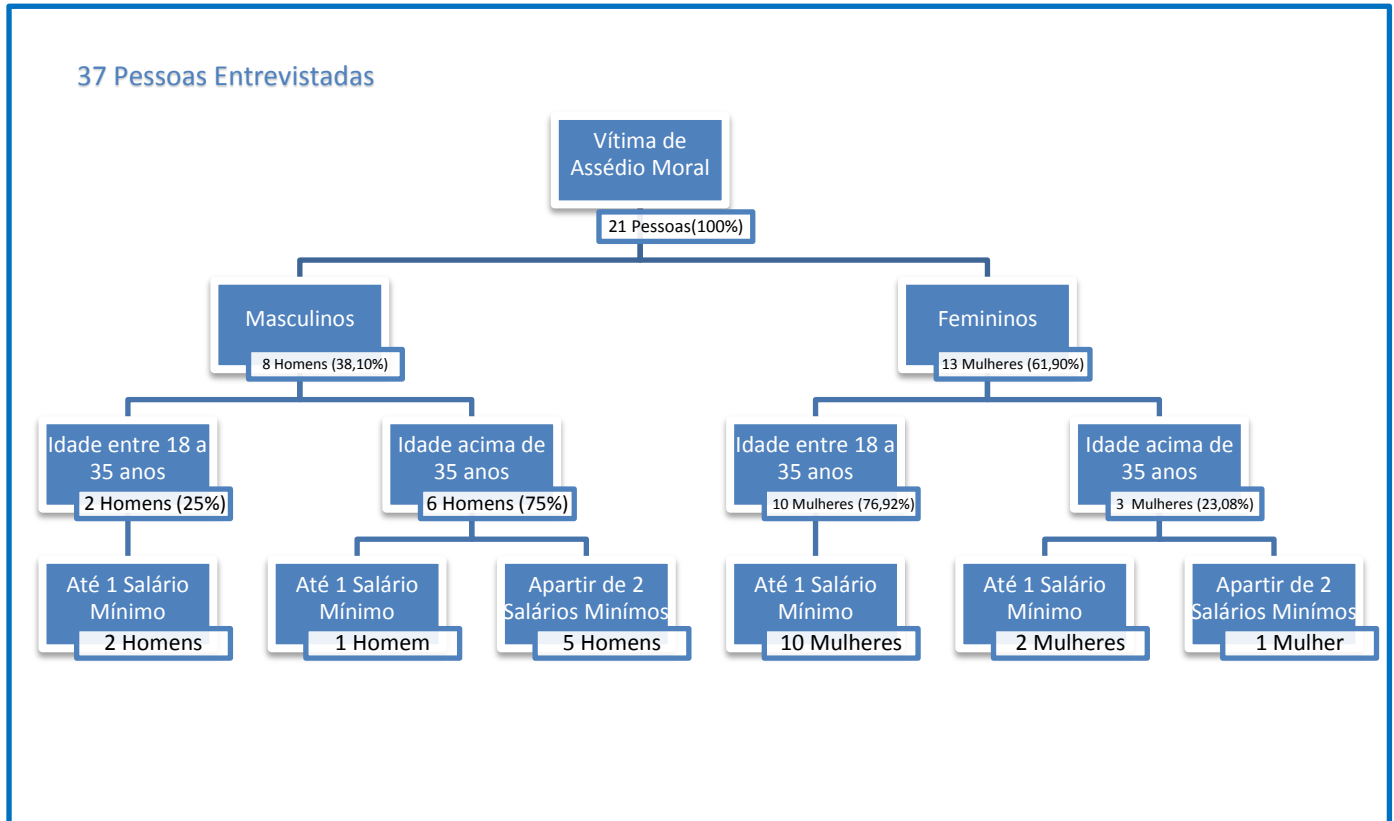 37 Pessoas Entrevistadas
Vítima de
Assédio Moral
21 Pessoas(100%)
Masculinos
8 Homens (38,10%)
Femininos
13 Mulheres (61,90%)
Idade entre 18 a
35 anos
2 Homens (25%)
Idade acima de
35 anos
6 Homens (75%)
Idade entre 18 a
35 anos
10 Mulheres (76,92%)
Idade acima de
35 anos
3 Mulheres (23,08%)
Até 1 Salário
Mínimo
2 Homens
Até 1 Salário
Mínimo
1 Homem
Apartir de 2
Salários Minímos
5 Homens
Até 1 Salário
Mínimo
10 Mulheres
Até 1 Salário
Mínimo
2 Mulheres
Apartir de 2
Salários Minímos
1 Mulher